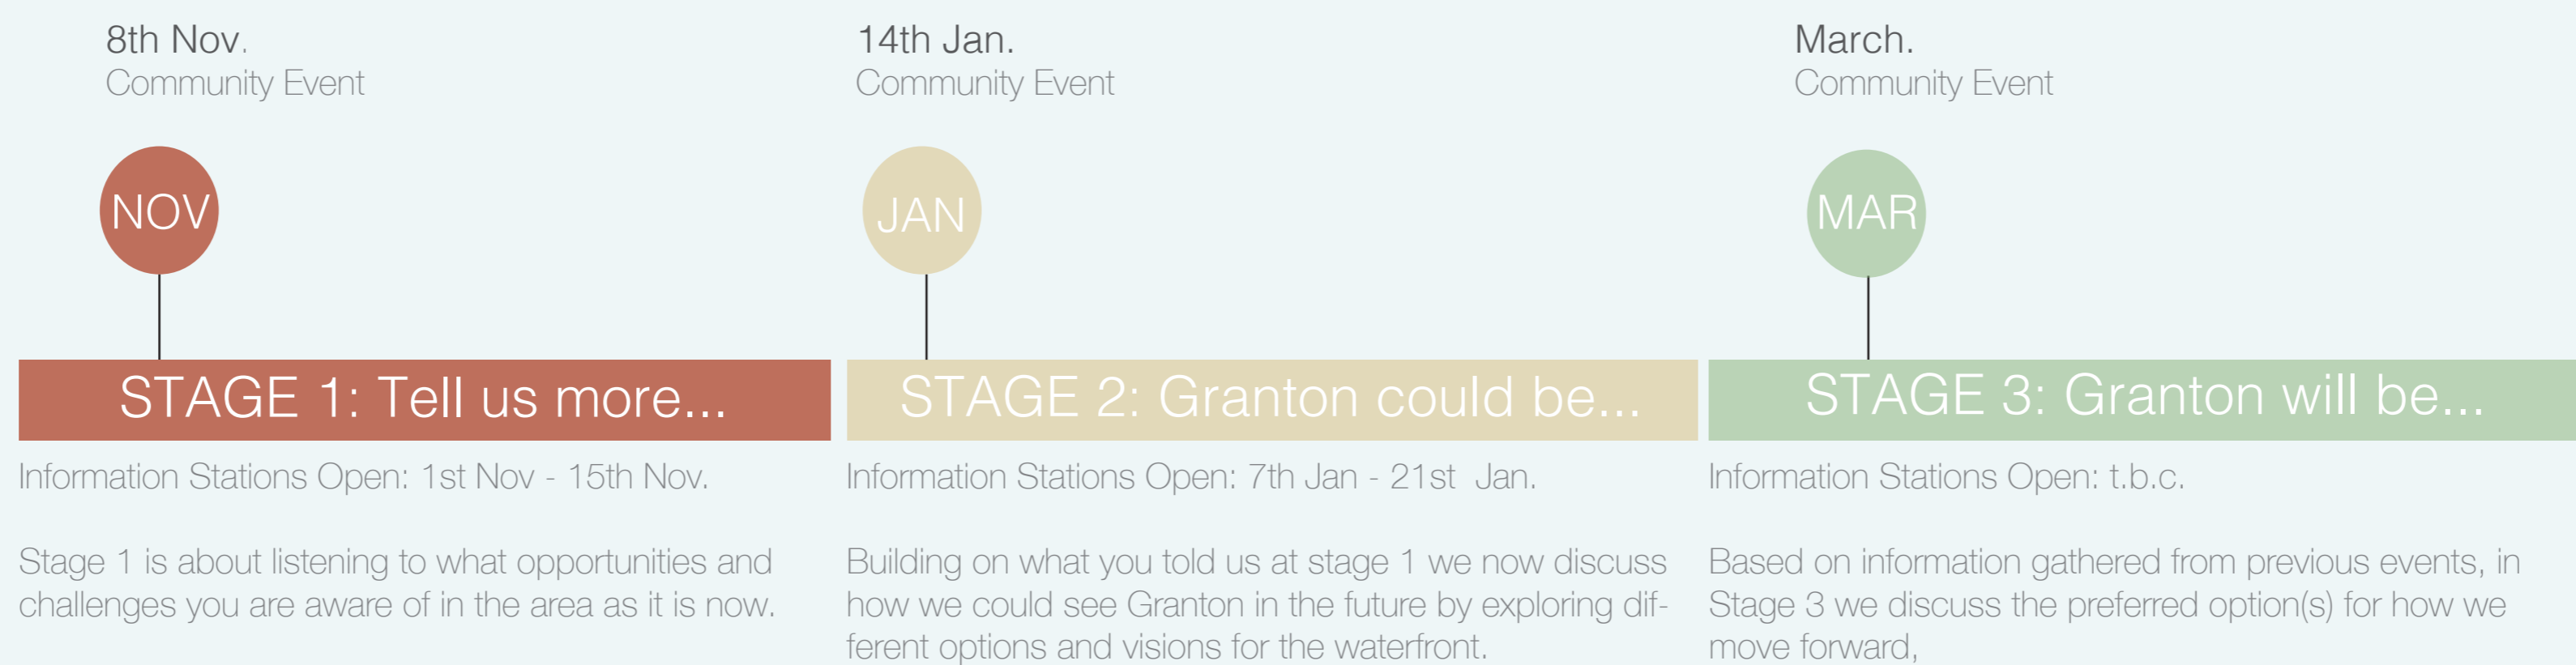 8th Nov.
Community Event
NOV
STAGE 1: Tell us more...
Information Stations Open: 1st Nov - 15th Nov.
Stage 1 is about listening to what opportunities and
challenges you are aware of in the area as it is now.
14th Jan.
Community Event
JAN
STAGE 2: Granton could be...
Information Stations Open: 7th Jan - 21st Jan.
Building on what you told us at stage 1 we now discuss
how we could see Granton in the future by exploring dif-
ferent options and visions for the waterfront.
March.
Community Event
MAR
STAGE 3: Granton will be...
Information Stations Open: t.b.c.
Based on information gathered from previous events, in
Stage 3 we discuss the preferred option(s) for how we
move forward,